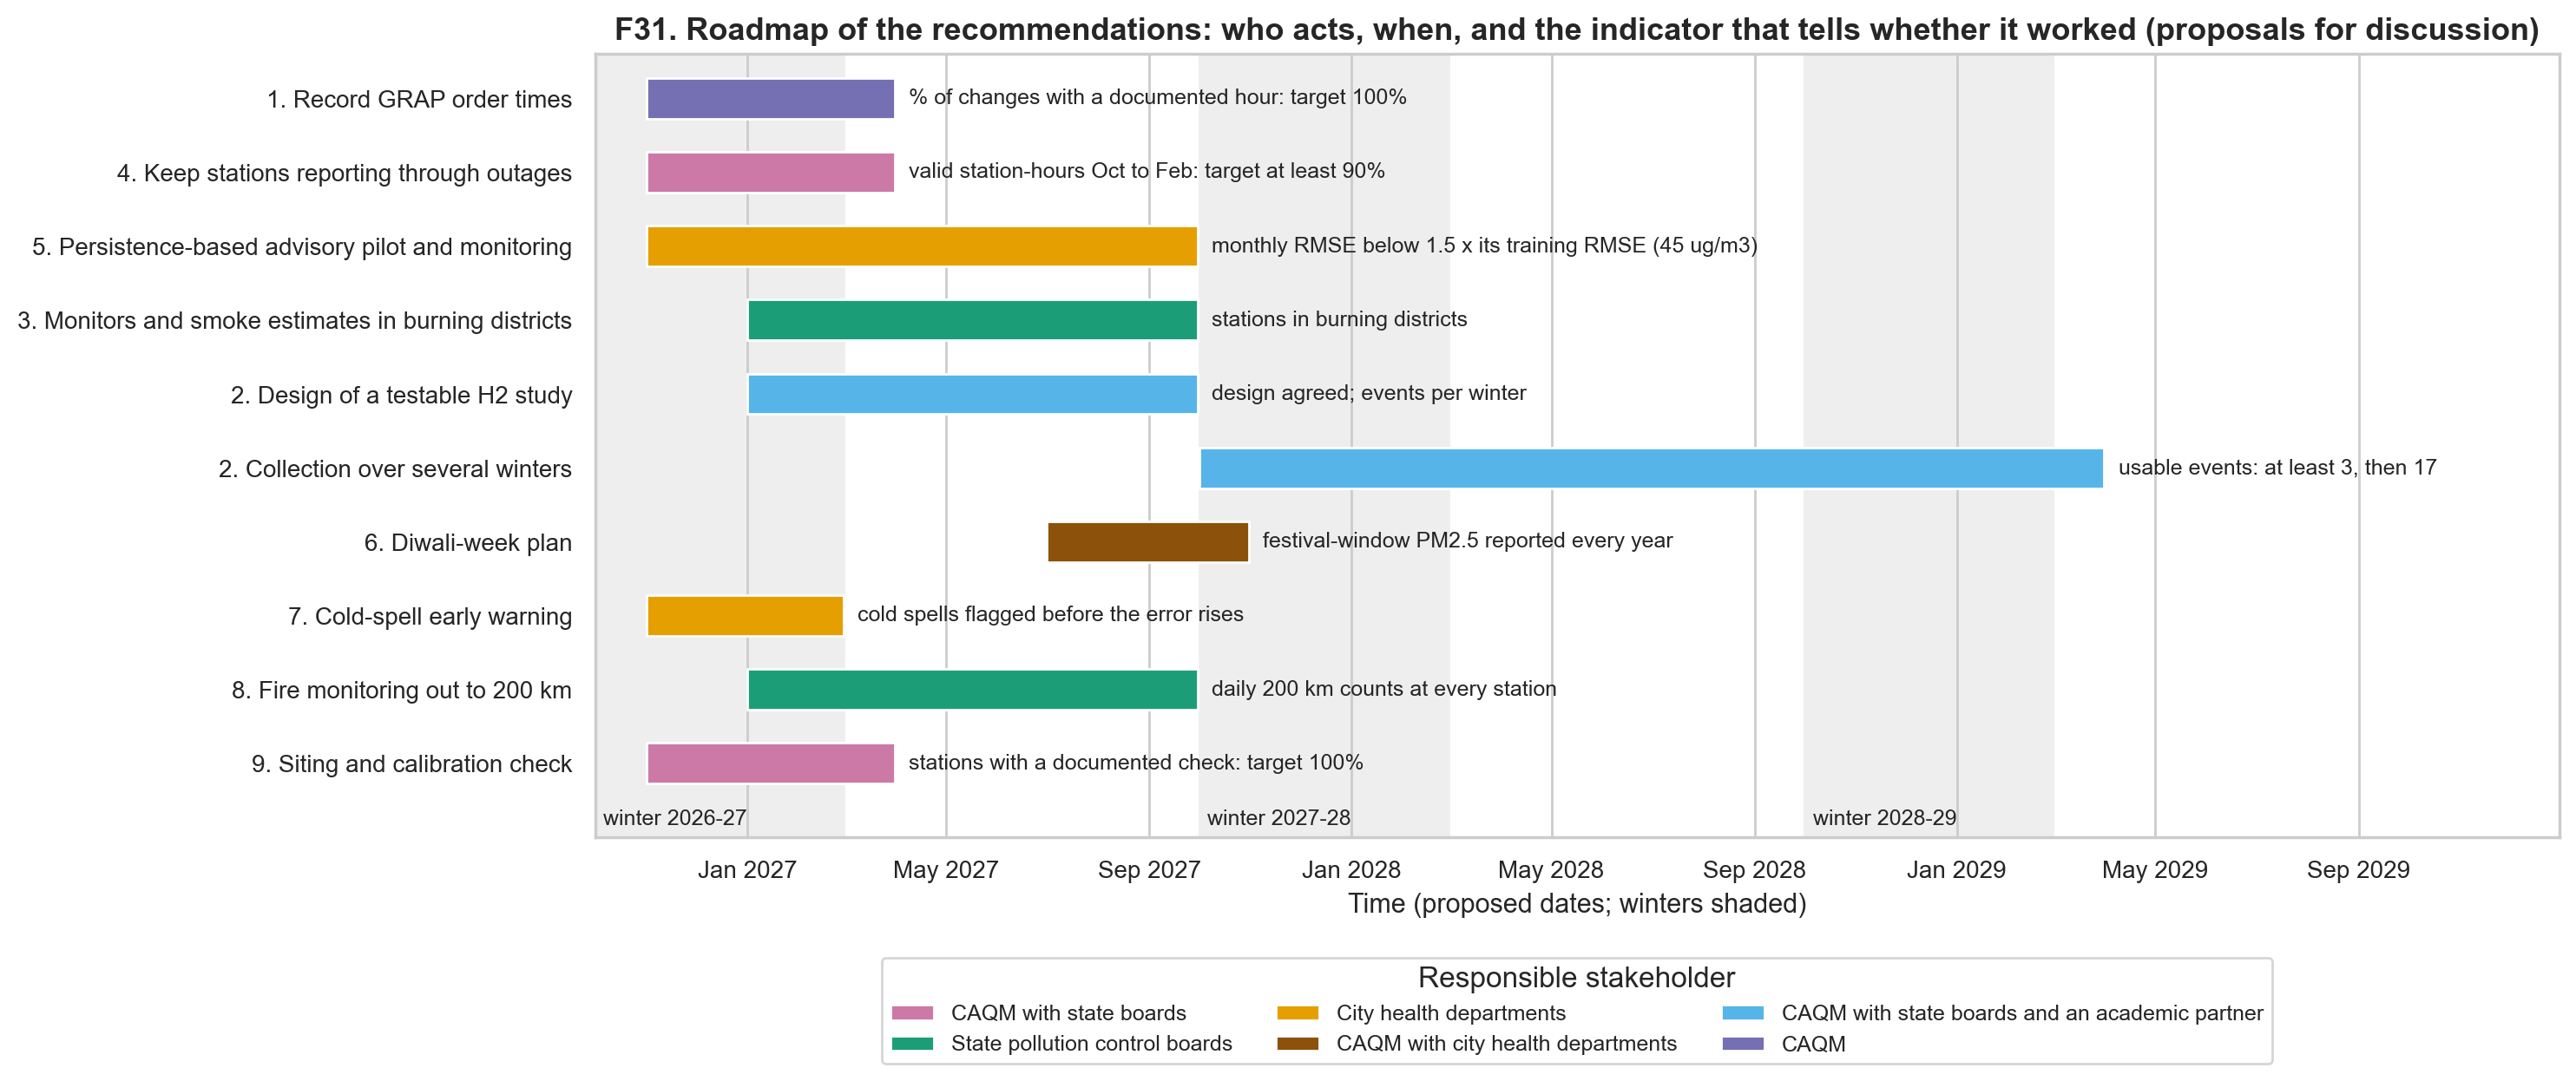 F31. Roadmap of the recommendations: who acts, when, and the indicator that tells whether it worked (proposals for discussion)
1. Record GRAP order times
% of changes with a documented hour: target 100%
4. Keep stations reporting through outages
valid station-hours Oct to Feb: target at least 90%
5. Persistence-based advisory pilot and monitoring
monthly RMSE below 1.5 x its training RMSE (45 ug/m3)
3. Monitors and smoke estimates in burning districts
stations in burning districts
2. Design of a testable H2 study
design agreed; events per winter
2. Collection over several winters
usable events: at least 3, then 17
6. Diwali-week plan
festival-window PM2.5 reported every year
7. Cold-spell early warning
cold spells flagged before the error rises
8. Fire monitoring out to 200 km
daily 200 km counts at every station
9. Siting and calibration check
stations with a documented check: target 100%
winter 2026-27
winter 2027-28
winter 2028-29
Jan 2027
May 2027
Sep 2027
Jan 2028
May 2028
Sep 2028
Jan 2029
May 2029
Sep 2029
Time (proposed dates; winters shaded)
Responsible stakeholder
CAQM with state boards
State pollution control boards
City health departments
CAQM with city health departments
CAQM with state boards and an academic partner
CAQM